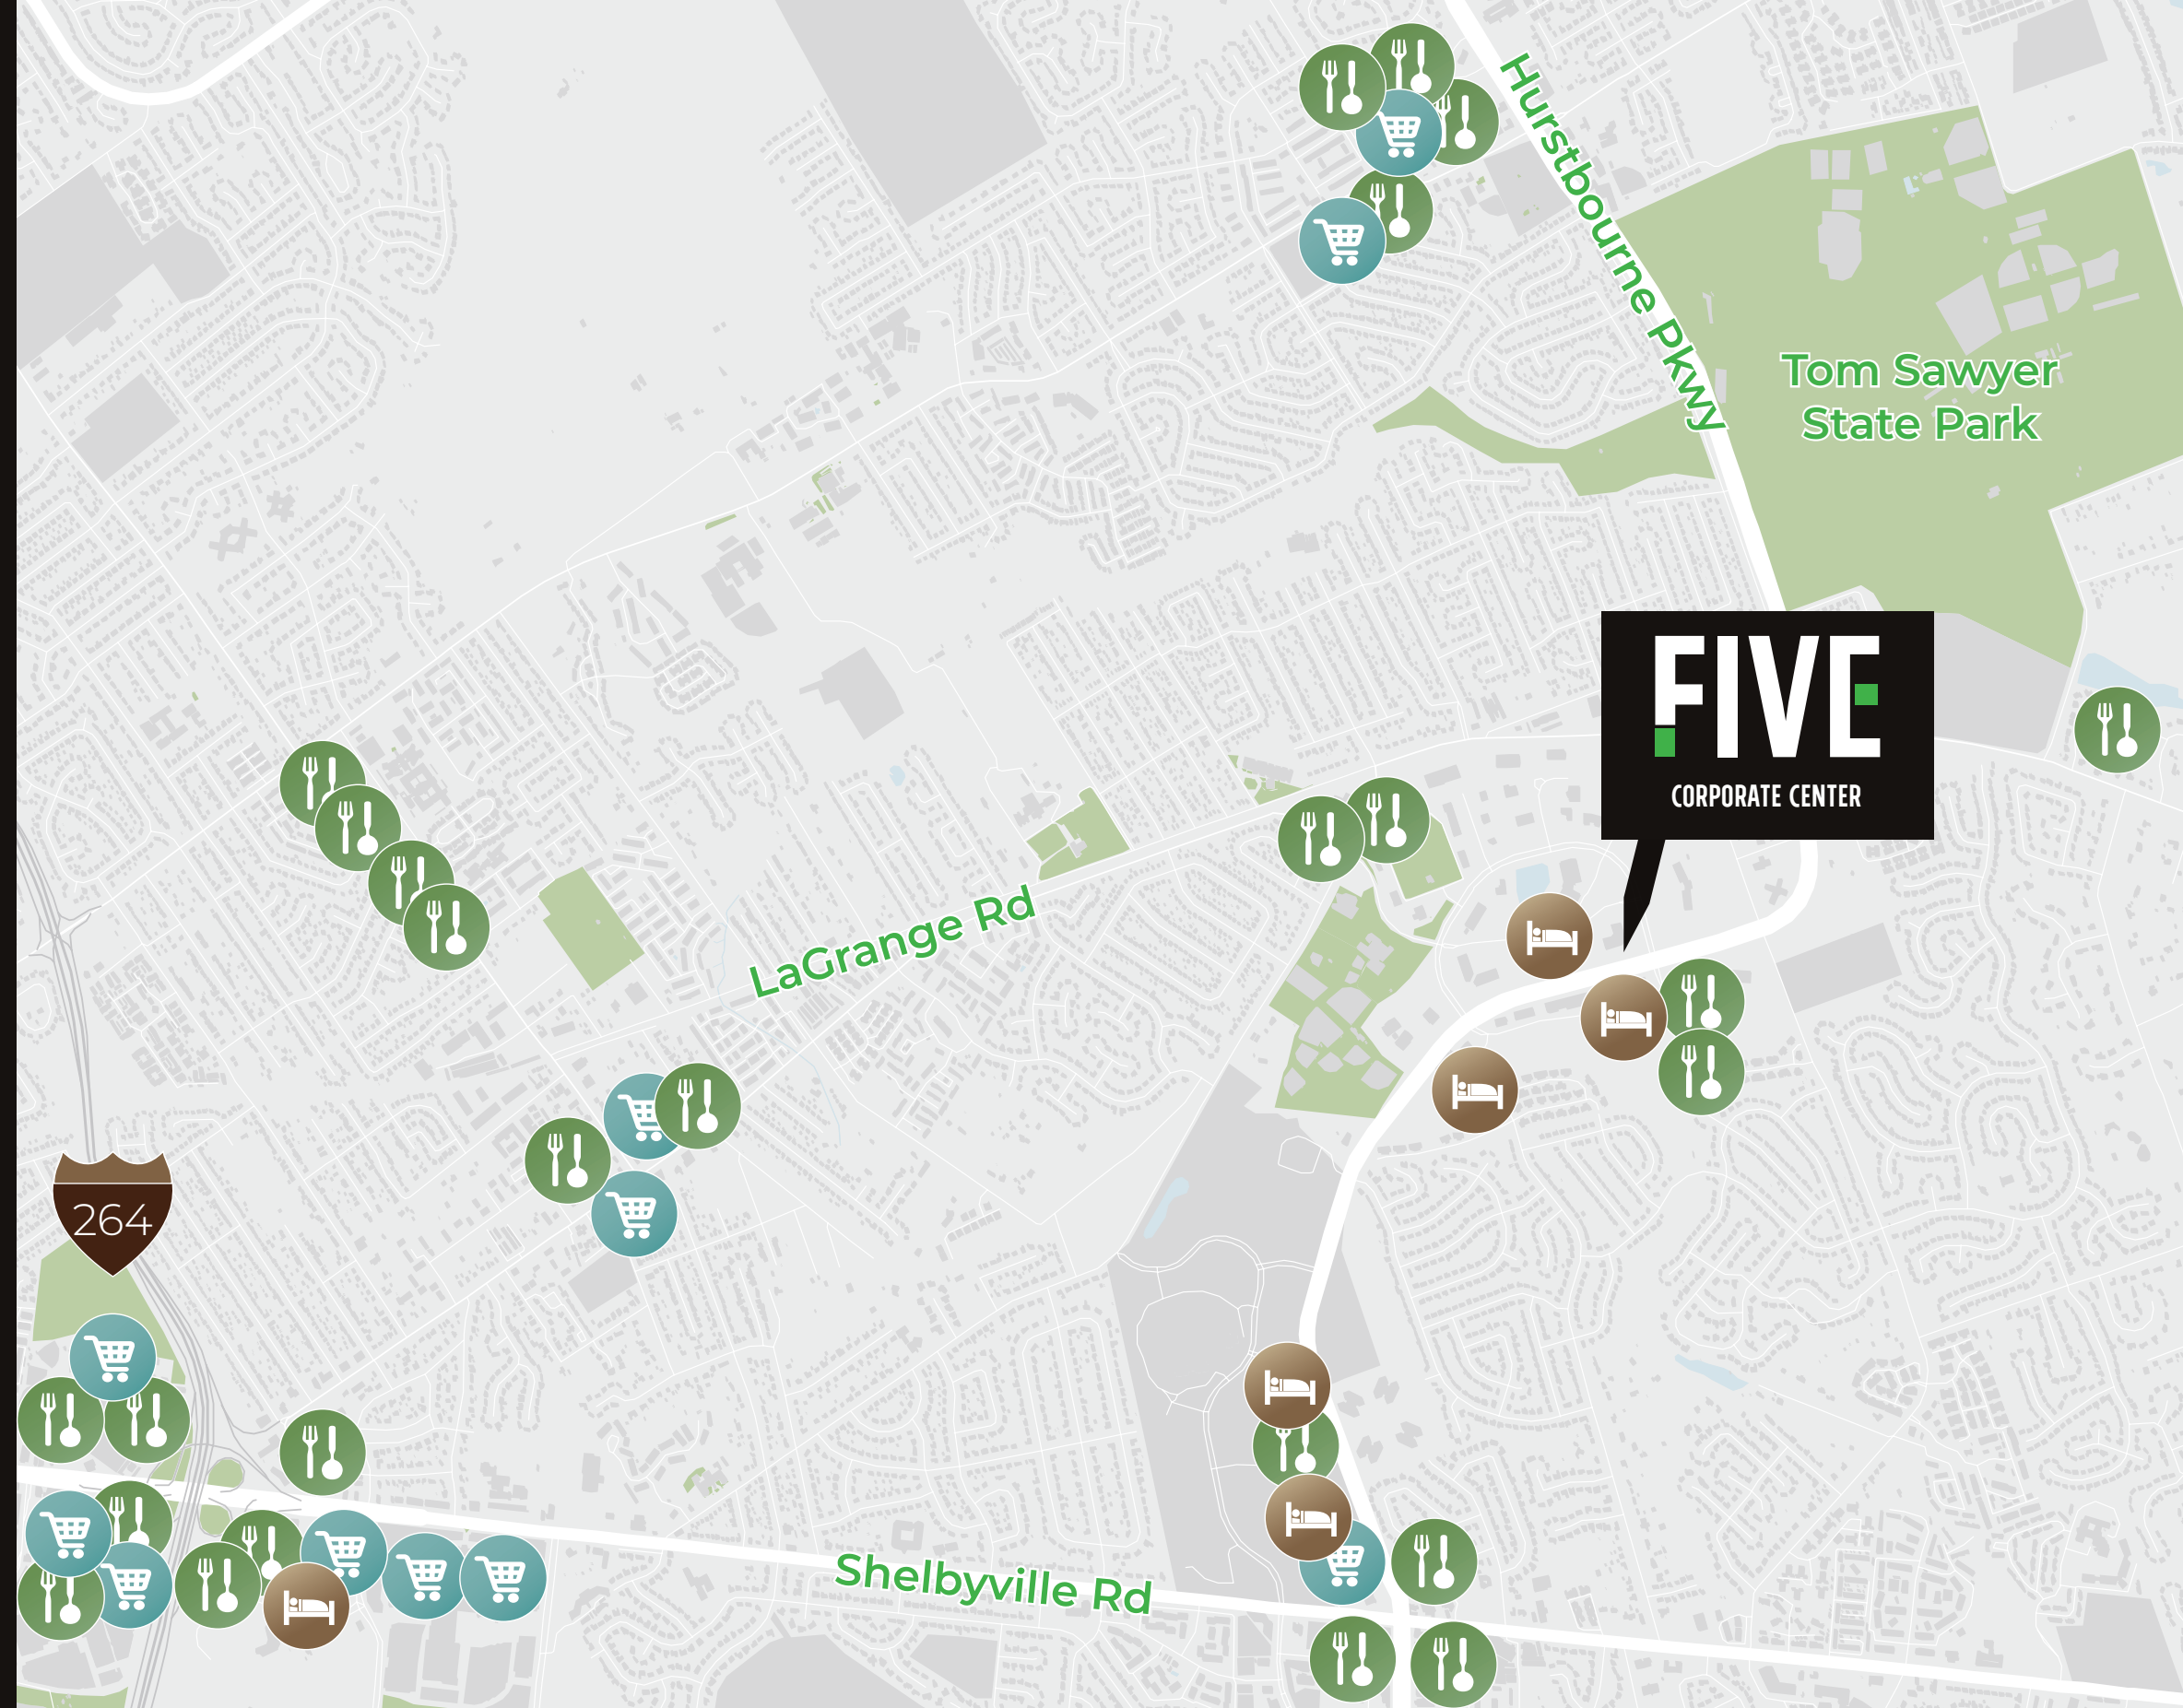 Hurstbourne Pkwy
Tom Sawyer
State Park
FIVE
CORPORATE CENTER
LaGrange Rd
264
Shelbyville Rd